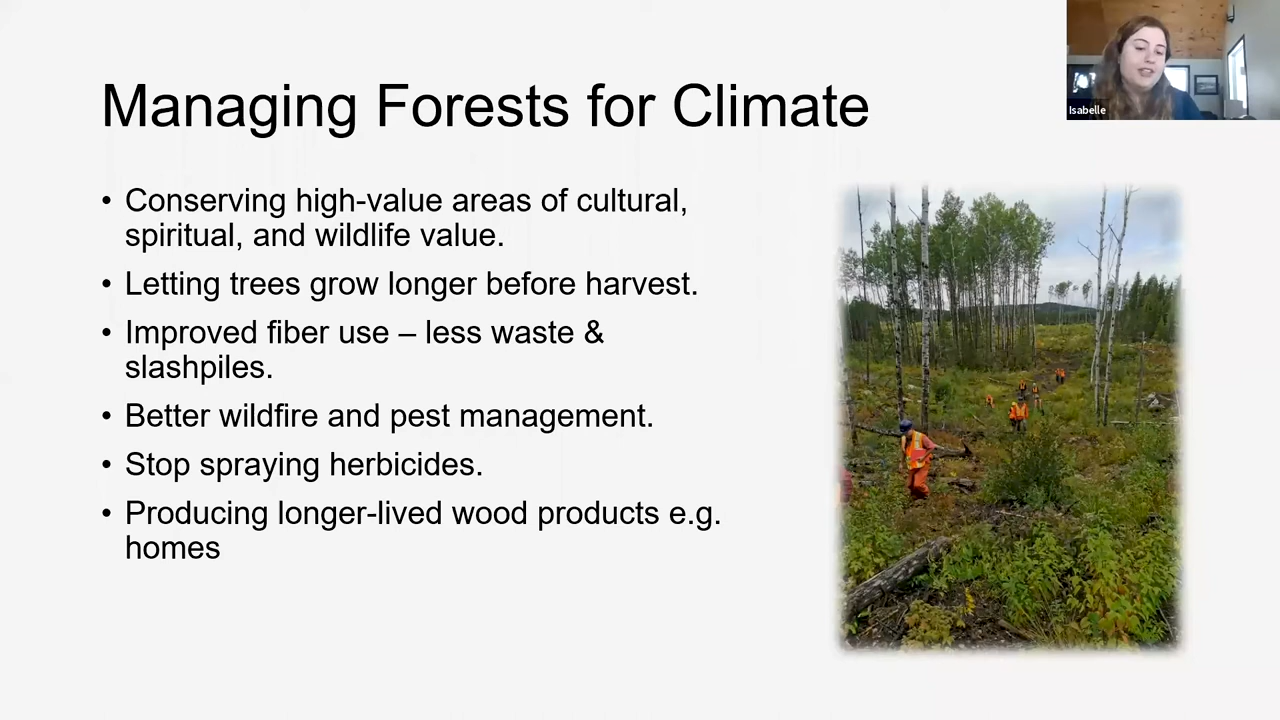 Managing Forests for Climate
Isabelle
• Conserving high-value areas of cultural,
spiritual, and wildlife value.
• Letting trees grow longer before harvest.
• Improved fiber use – less waste &
slashpiles.
• Better wildfire and pest management.
• Stop spraying herbicides.
• Producing longer-lived wood products e.g.
homes